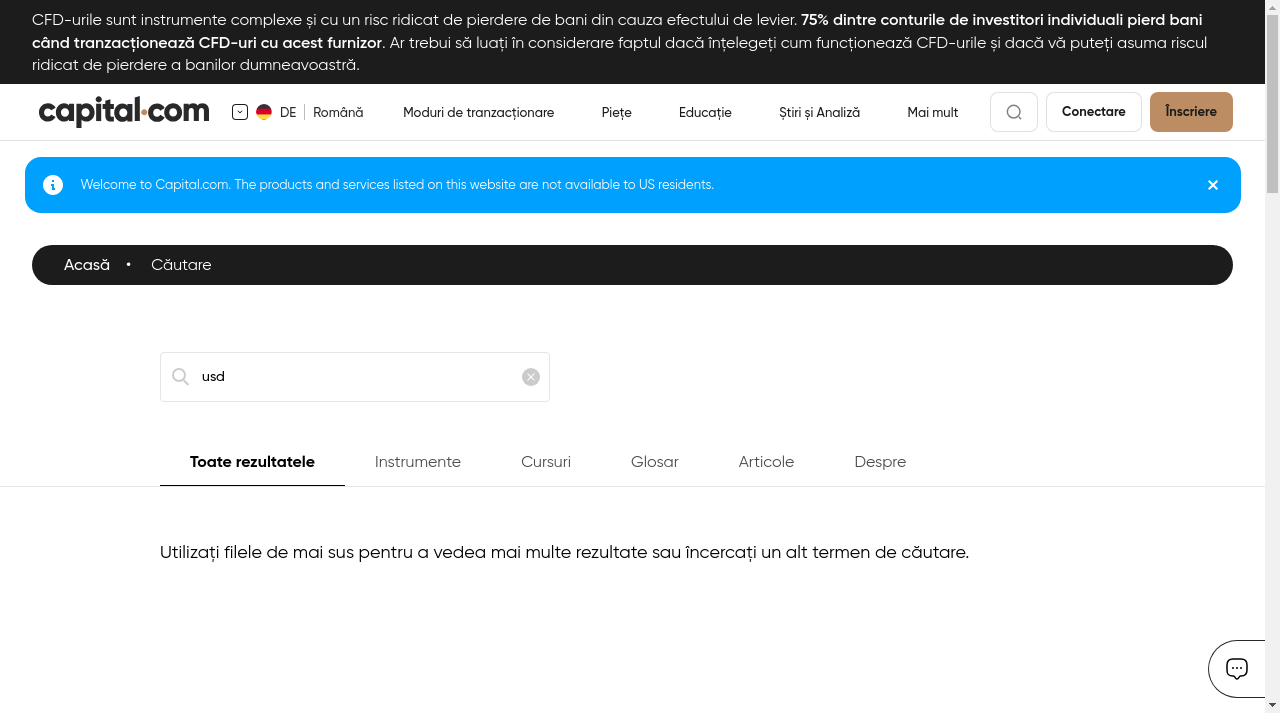 CFD-urile sunt instrumente complexe și cu un risc ridicat de pierdere de bani din cauza efectului de levier. 75% dintre conturile de investitori individuali pierd bani
când tranzacționează CFD-uri cu acest furnizor. Ar trebui să luați în considerare faptul dacă înțelegeți cum funcționează CFD-urile și dacă vă puteți asuma riscul
ridicat de pierdere a banilor dumneavoastră.
capital.com DE Română Moduri de tranzacționare Piețe Educație Știri și Analiză Mai mult Conectare Înscriere
Welcome to Capital.com. The products and services listed on this website are not available to US residents.
Acasă • Căutare
usd
Toate rezultatele Instrumente Cursuri Glosar Articole Despre
Utilizați filele de mai sus pentru a vedea mai multe rezultate sau încercați un alt termen de căutare.